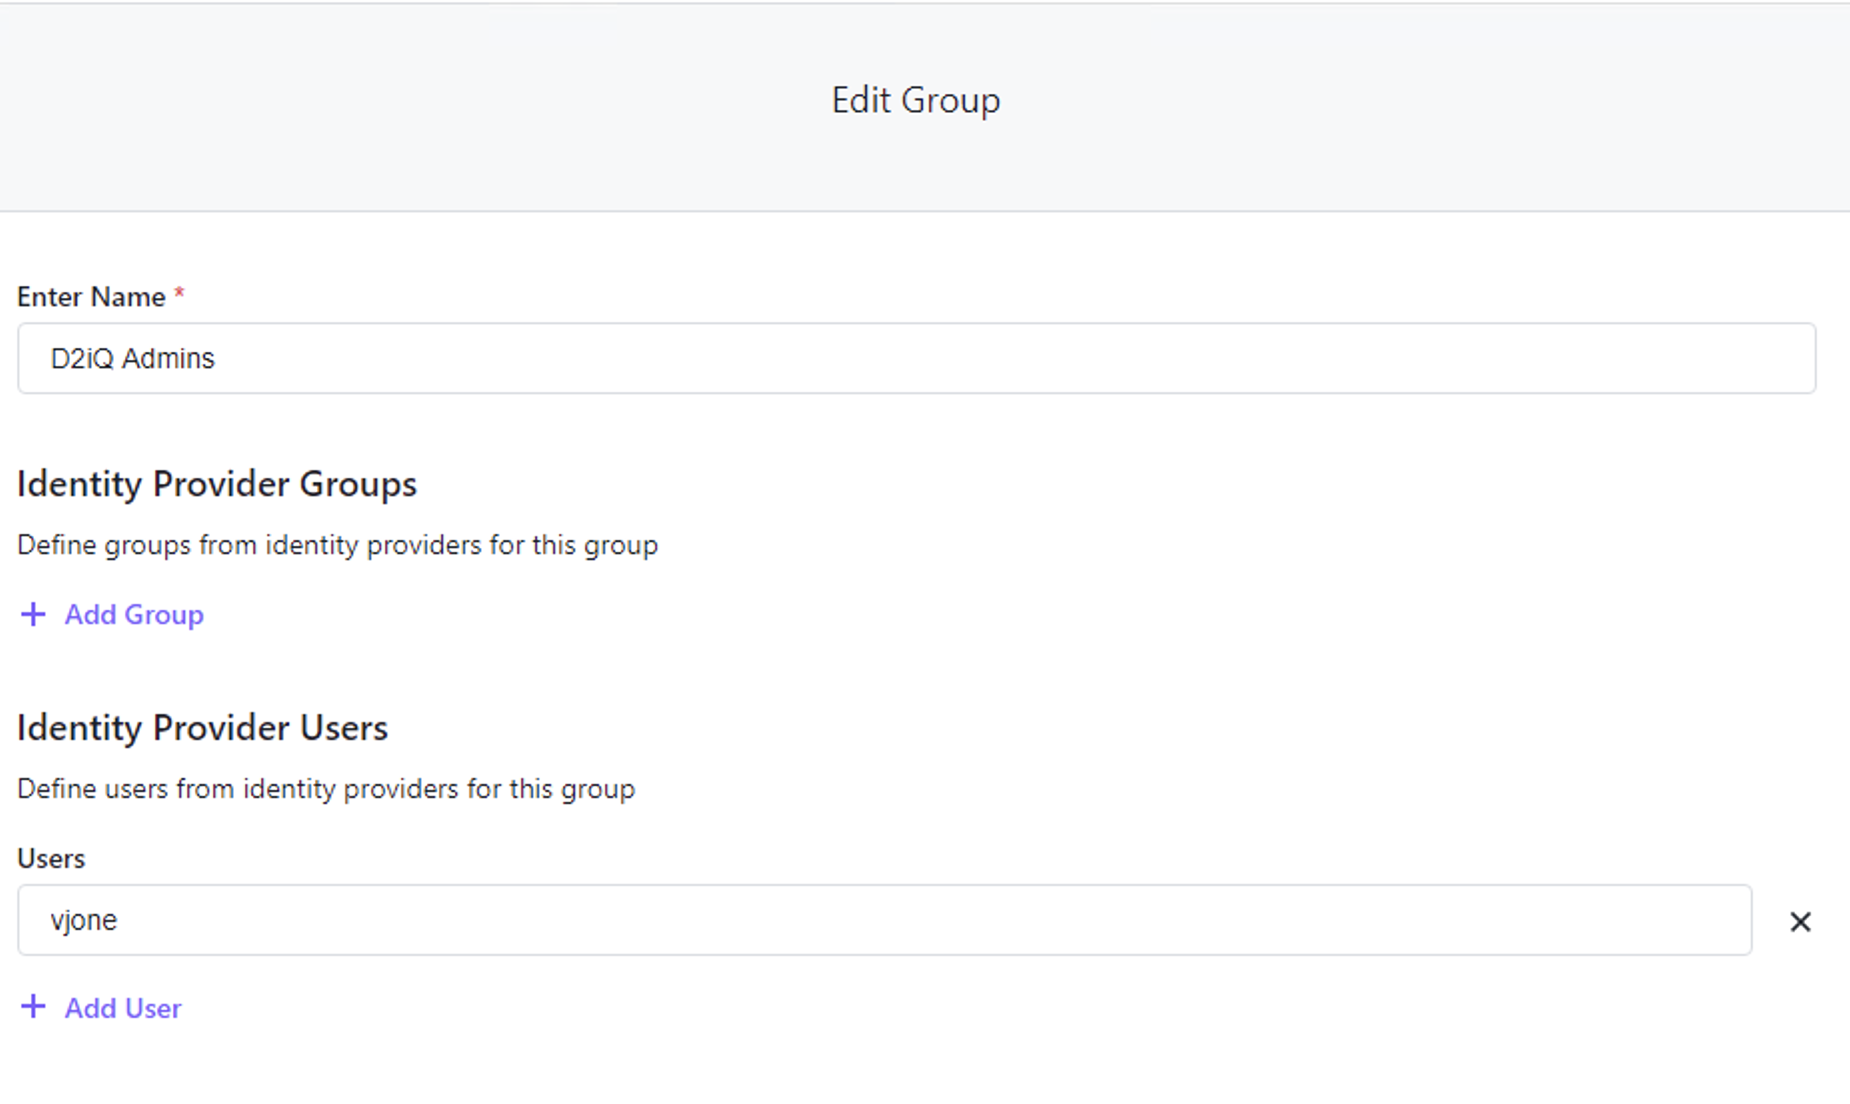 Edit Group
Enter Name *
D2iQ Admins
Identity Provider Groups
Define groups from identity providers for this group
+ Add Group
Identity Provider Users
Define users from identity providers for this group
Users
vjone
+ Add User